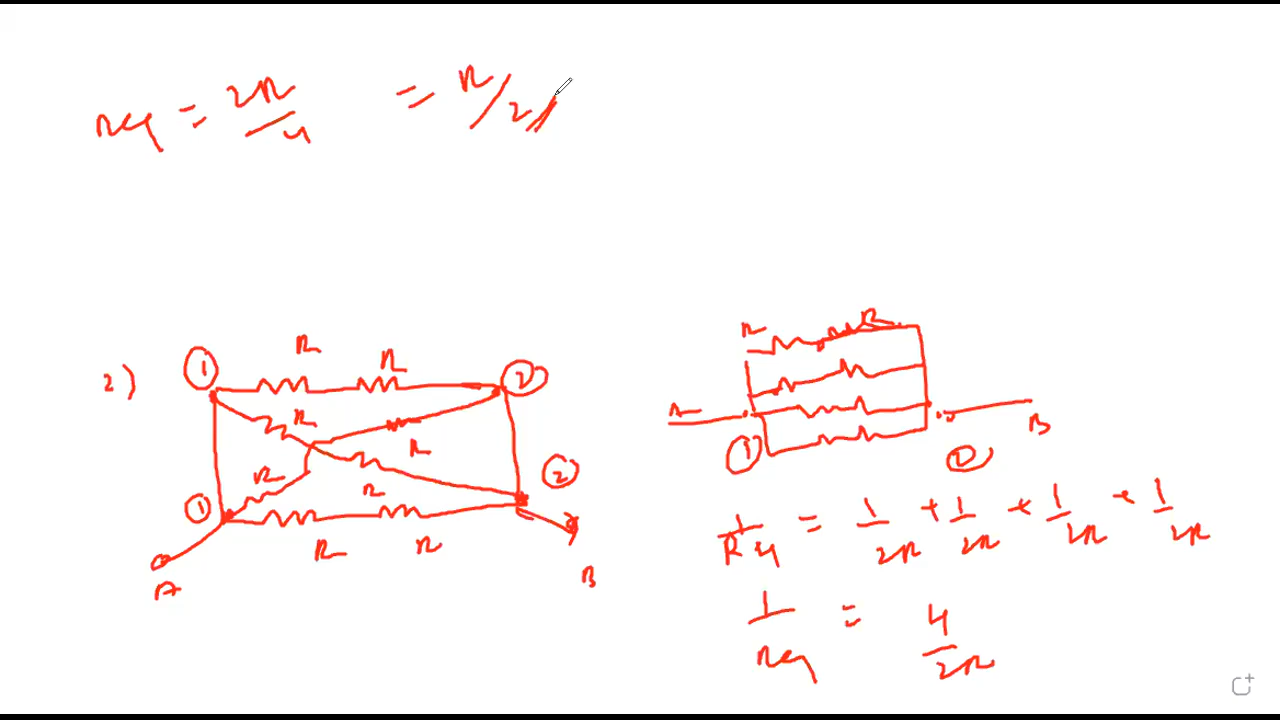 Req = 2R/4 = R/2
2)
① R R ②
R R
R R
① R R ②
A B
R R
A ① ② B
1/Req = 1/2R + 1/2R + 1/2R + 1/2R
1/Req = 4/2R